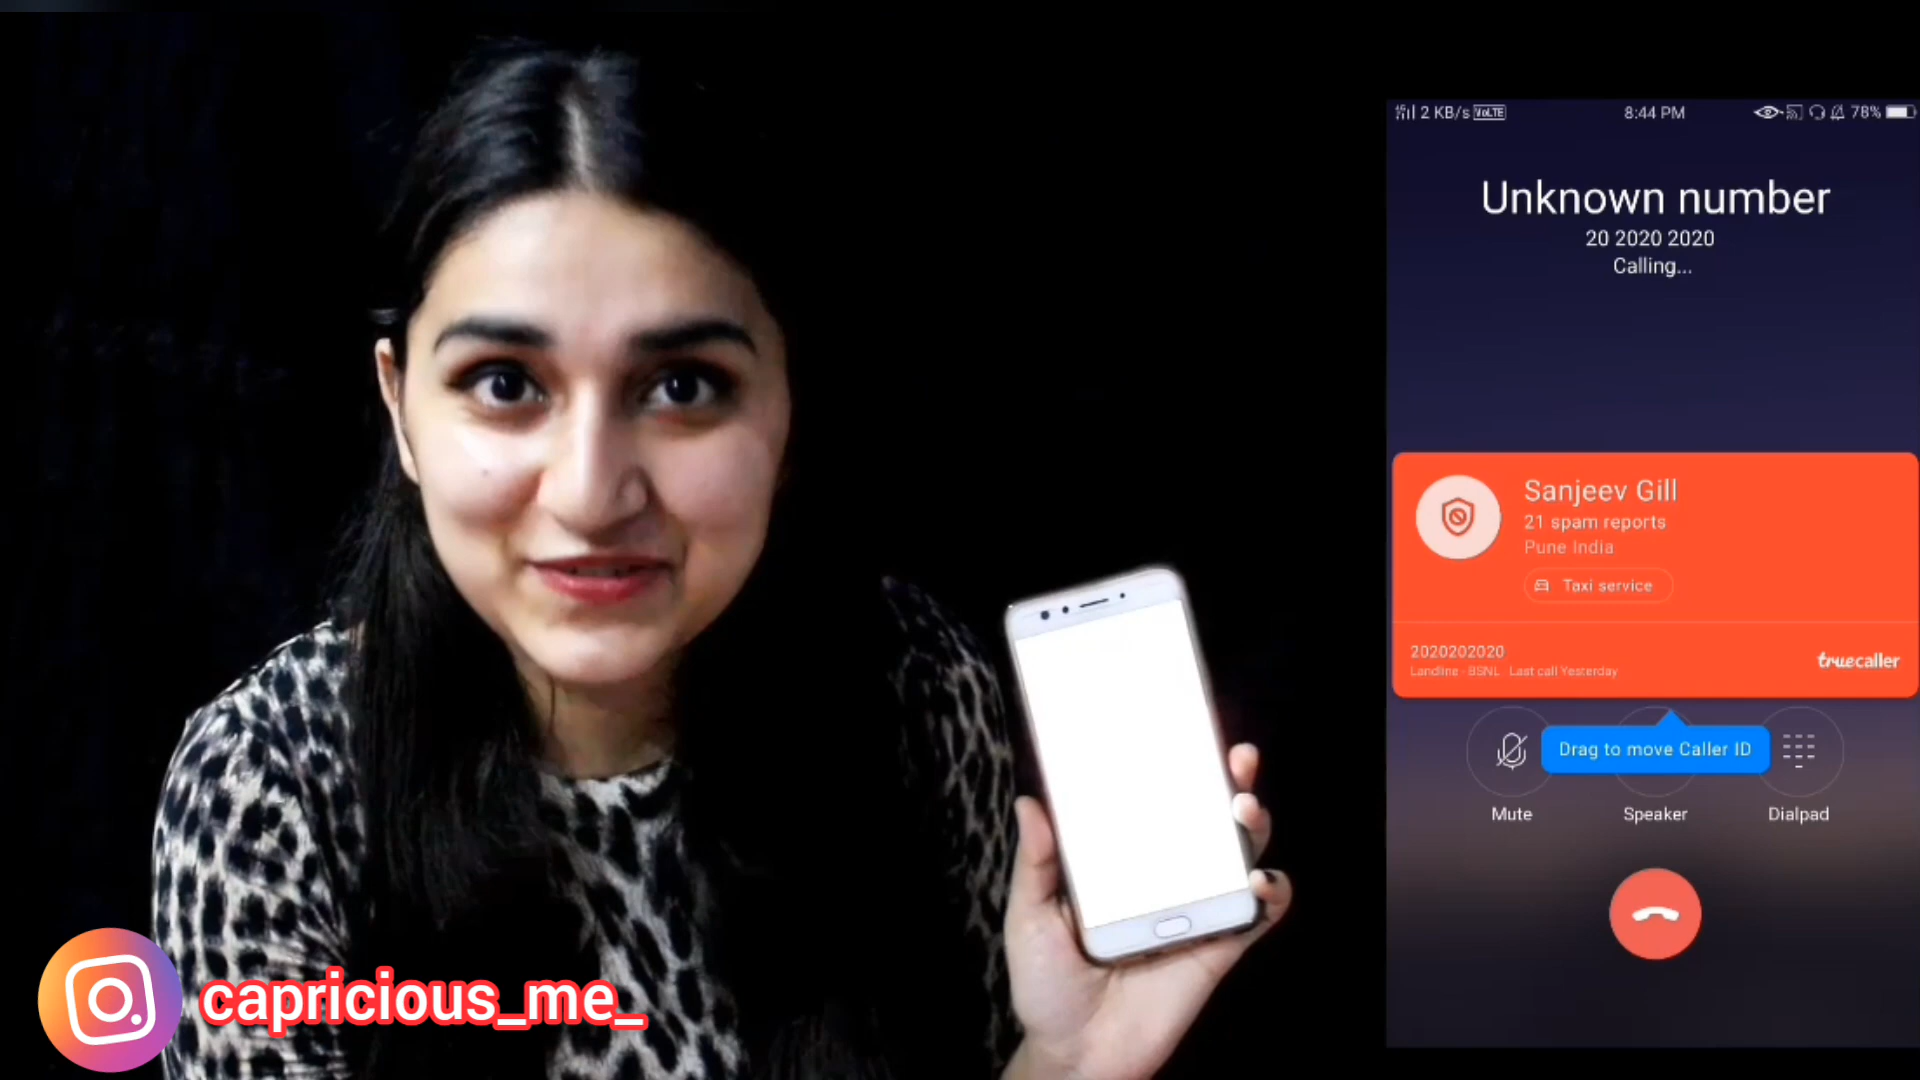 2 KB/s VoLTE 8:44 PM 78%
Unknown number
20 2020 2020
Calling...
Sanjeev Gill
21 spam reports
Pune India
Taxi service
2020202020
Landline - BSNL Last call Yesterday
truecaller
Drag to move Caller ID
Mute Speaker Dialpad
capricious_me_